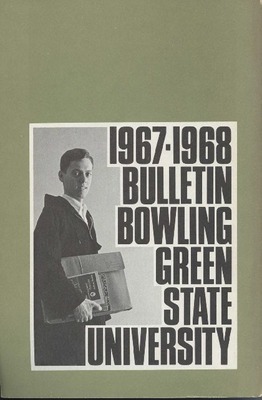 1967-1968
BULLETIN
BOWLING
GREEN
STATE
UNIVERSITY